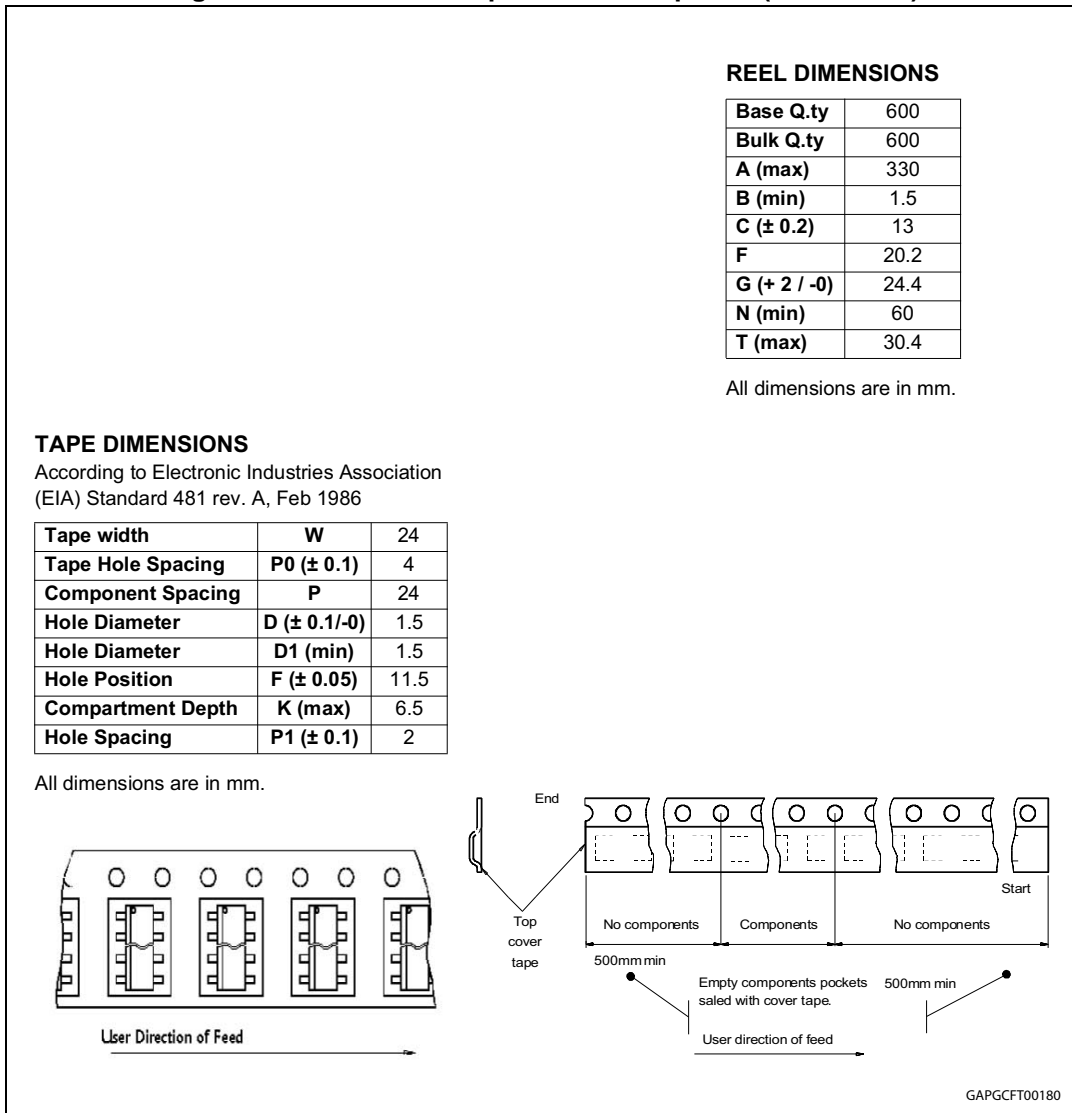 REEL DIMENSIONS
Base Q.ty 600
Bulk Q.ty 600
A (max) 330
B (min) 1.5
C (± 0.2) 13
F 20.2
G (+ 2 / -0) 24.4
N (min) 60
T (max) 30.4
All dimensions are in mm.
TAPE DIMENSIONS
According to Electronic Industries Association
(EIA) Standard 481 rev. A, Feb 1986
Tape width W 24
Tape Hole Spacing P0 (± 0.1) 4
Component Spacing P 24
Hole Diameter D (± 0.1/-0) 1.5
Hole Diameter D1 (min) 1.5
Hole Position F (± 0.05) 11.5
Compartment Depth K (max) 6.5
Hole Spacing P1 (± 0.1) 2
All dimensions are in mm.
End
Start
Top
cover
tape
No components Components No components
500mm min
Empty components pockets
saled with cover tape.
500mm min
User direction of feed
User Direction of Feed
GAPGCFT00180